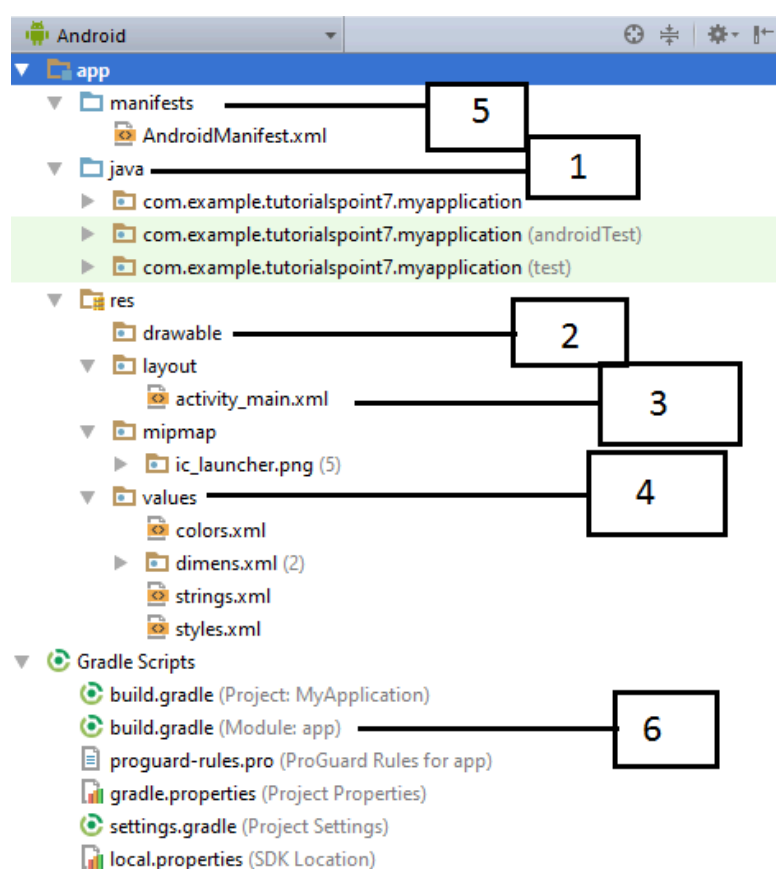 Android
app
manifests
5
AndroidManifest.xml
java
1
com.example.tutorialspoint7.myapplication
com.example.tutorialspoint7.myapplication (androidTest)
com.example.tutorialspoint7.myapplication (test)
res
drawable
2
layout
activity_main.xml
3
mipmap
ic_launcher.png (5)
values
4
colors.xml
dimens.xml (2)
strings.xml
styles.xml
Gradle Scripts
build.gradle (Project: MyApplication)
build.gradle (Module: app)
6
proguard-rules.pro (ProGuard Rules for app)
gradle.properties (Project Properties)
settings.gradle (Project Settings)
local.properties (SDK Location)